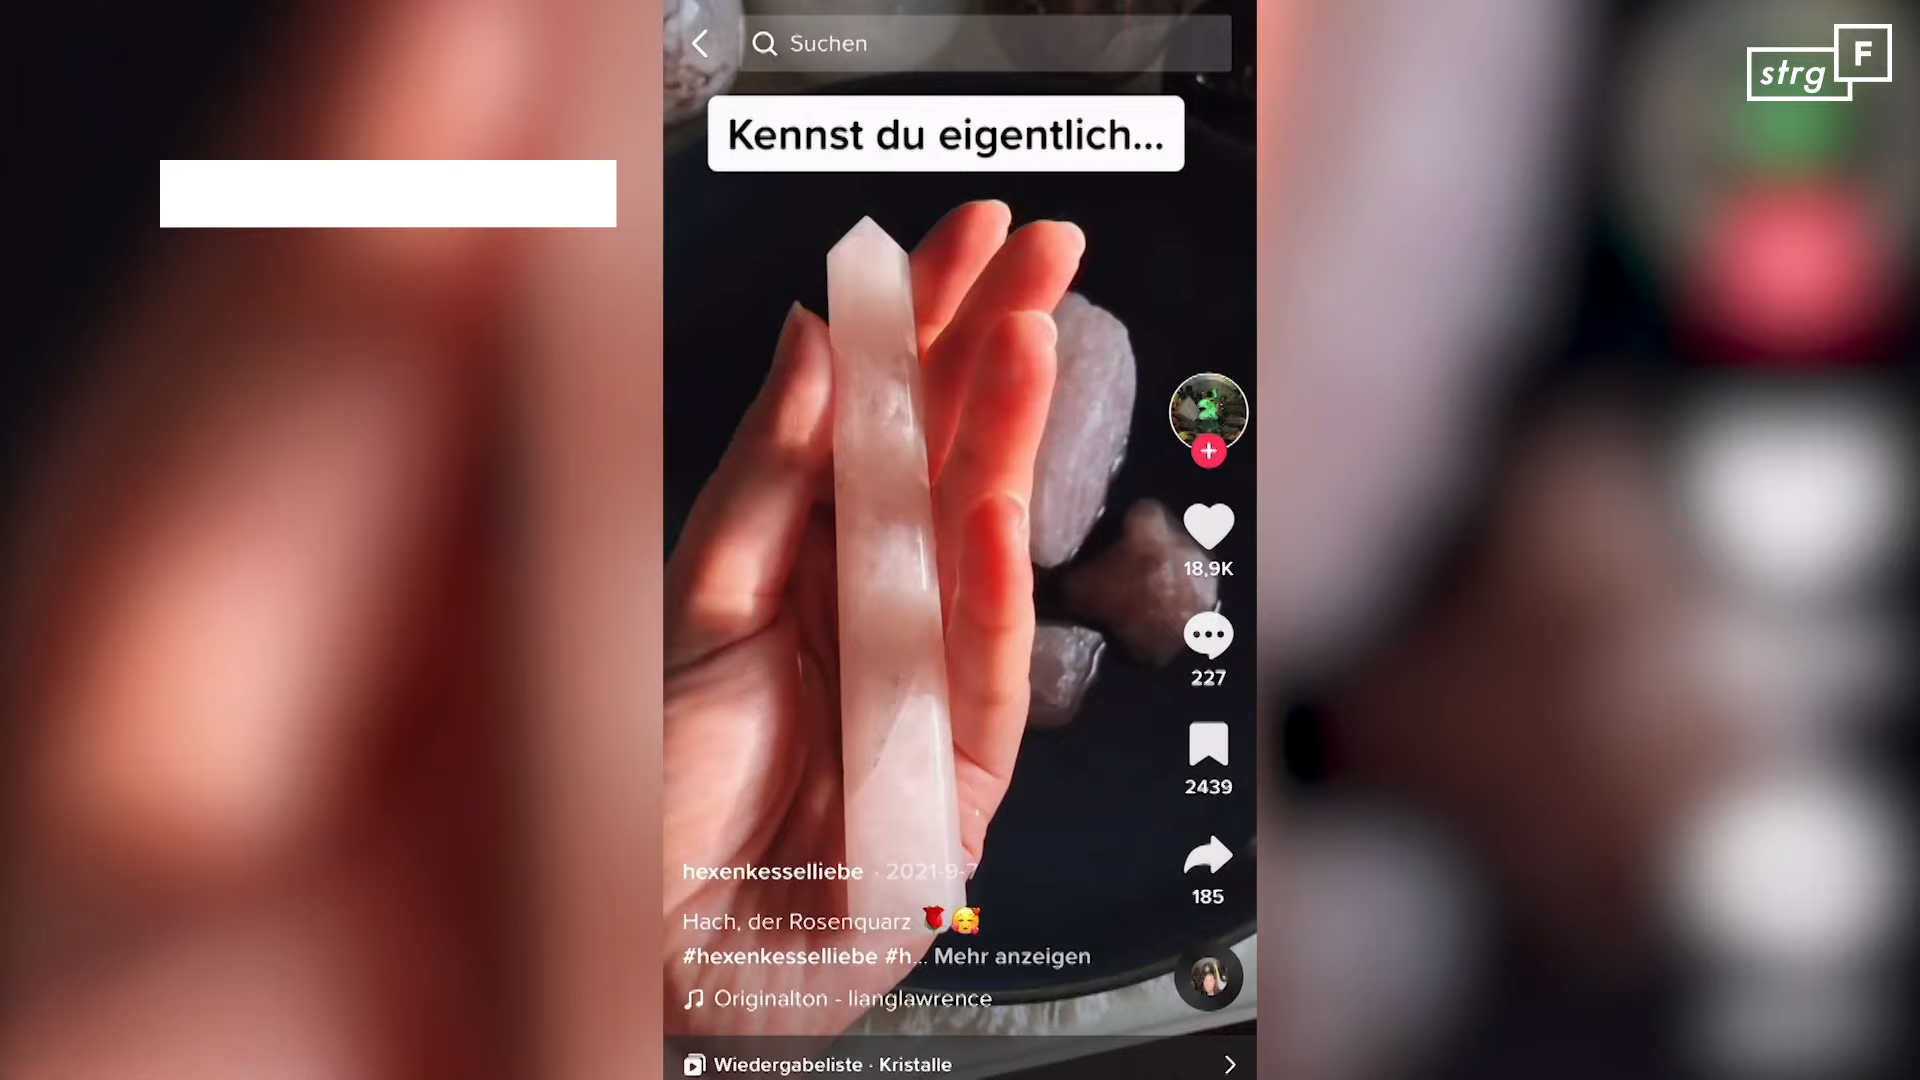 Suchen
strg F
Kennst du eigentlich...
18,9K
227
2439
185
hexenkesselliebe · 2021-9-7
Hach, der Rosenquarz 🌹🥰
#hexenkesselliebe #h... Mehr anzeigen
Originalton - lianglawrence
Wiedergabeliste · Kristalle